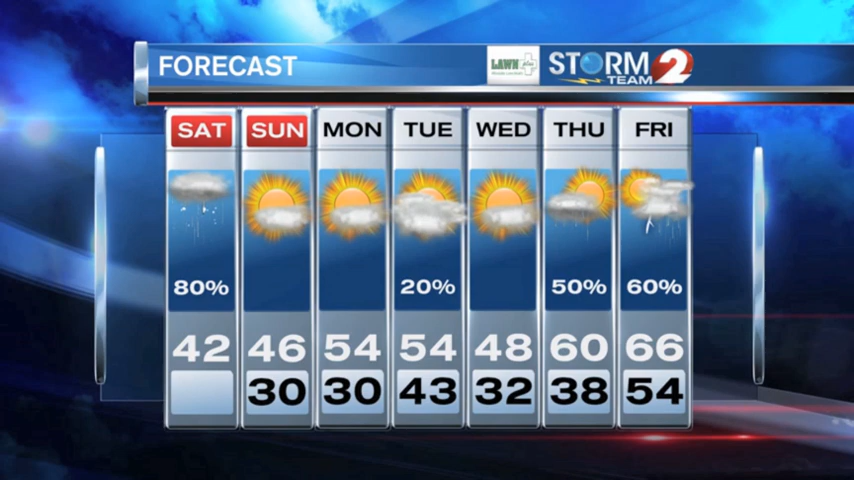 FORECAST
LAWN
STORM
TEAM 2
SAT SUN MON TUE WED THU FRI
80% 20% 50% 60%
42 46 54 54 48 60 66
30 30 43 32 38 54